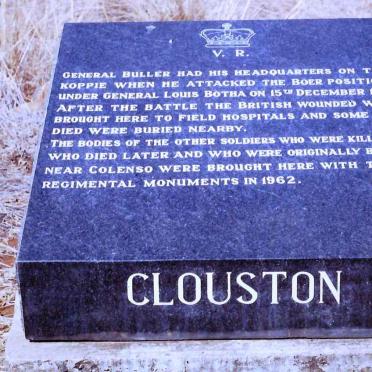 V. R.
GENERAL BULLER HAD HIS HEADQUARTERS ON
KOPPIE WHEN HE ATTACKED THE BOER
UNDER GENERAL LOUIS BOTHA ON 15TH DECEMBER
AFTER THE BATTLE THE BRITISH WOUNDED
BROUGHT HERE TO FIELD HOSPITALS AND SOME
DIED WERE BURIED NEARBY.
THE BODIES OF THE OTHER SOLDIERS WHO WERE
WHO DIED LATER AND WHO WERE ORIGINALLY
NEAR COLENSO WERE BROUGHT HERE WITH
REGIMENTAL MONUMENTS IN 1962.
CLOUSTON